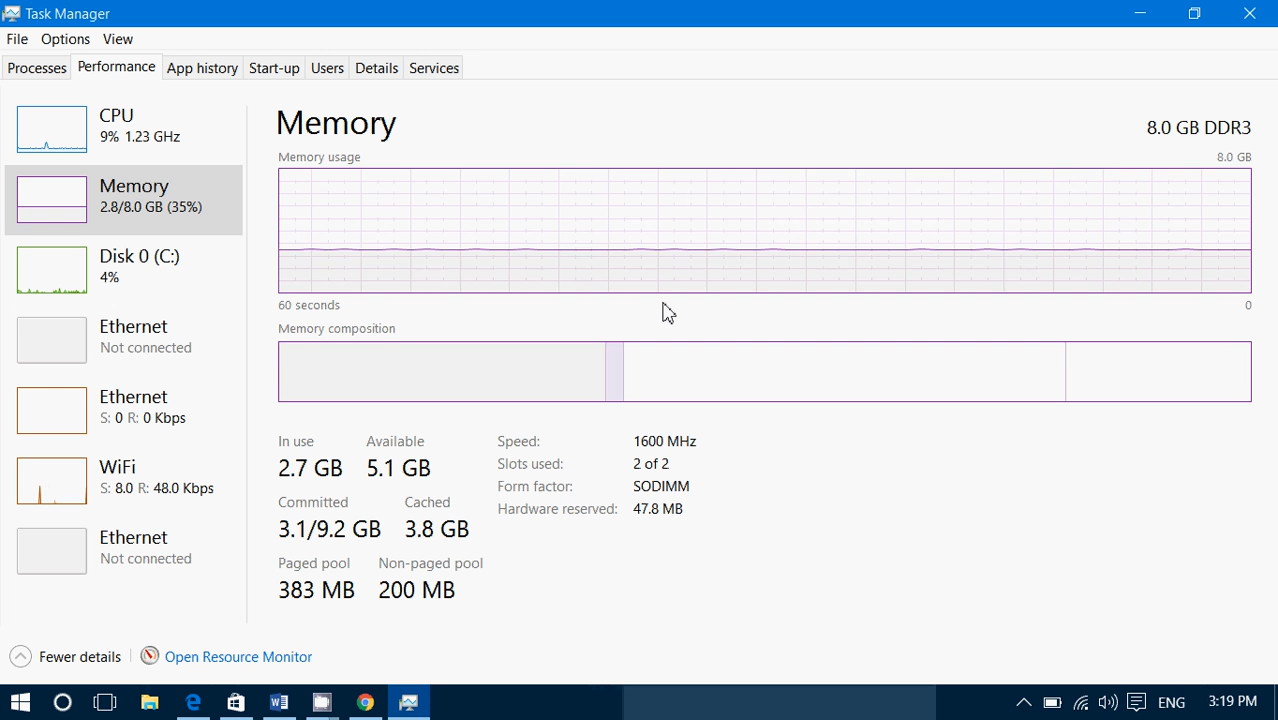 Task Manager
File Options View
Processes Performance App history Start-up Users Details Services
CPU
9% 1.23 GHz
Memory
2.8/8.0 GB (35%)
Disk 0 (C:)
4%
Ethernet
Not connected
Ethernet
S: 0 R: 0 Kbps
WiFi
S: 8.0 R: 48.0 Kbps
Ethernet
Not connected
Memory 8.0 GB DDR3
Memory usage 8.0 GB
60 seconds 0
Memory composition
In use Available
2.7 GB 5.1 GB
Committed Cached
3.1/9.2 GB 3.8 GB
Paged pool Non-paged pool
383 MB 200 MB
Speed: 1600 MHz
Slots used: 2 of 2
Form factor: SODIMM
Hardware reserved: 47.8 MB
Fewer details Open Resource Monitor
ENG 3:19 PM